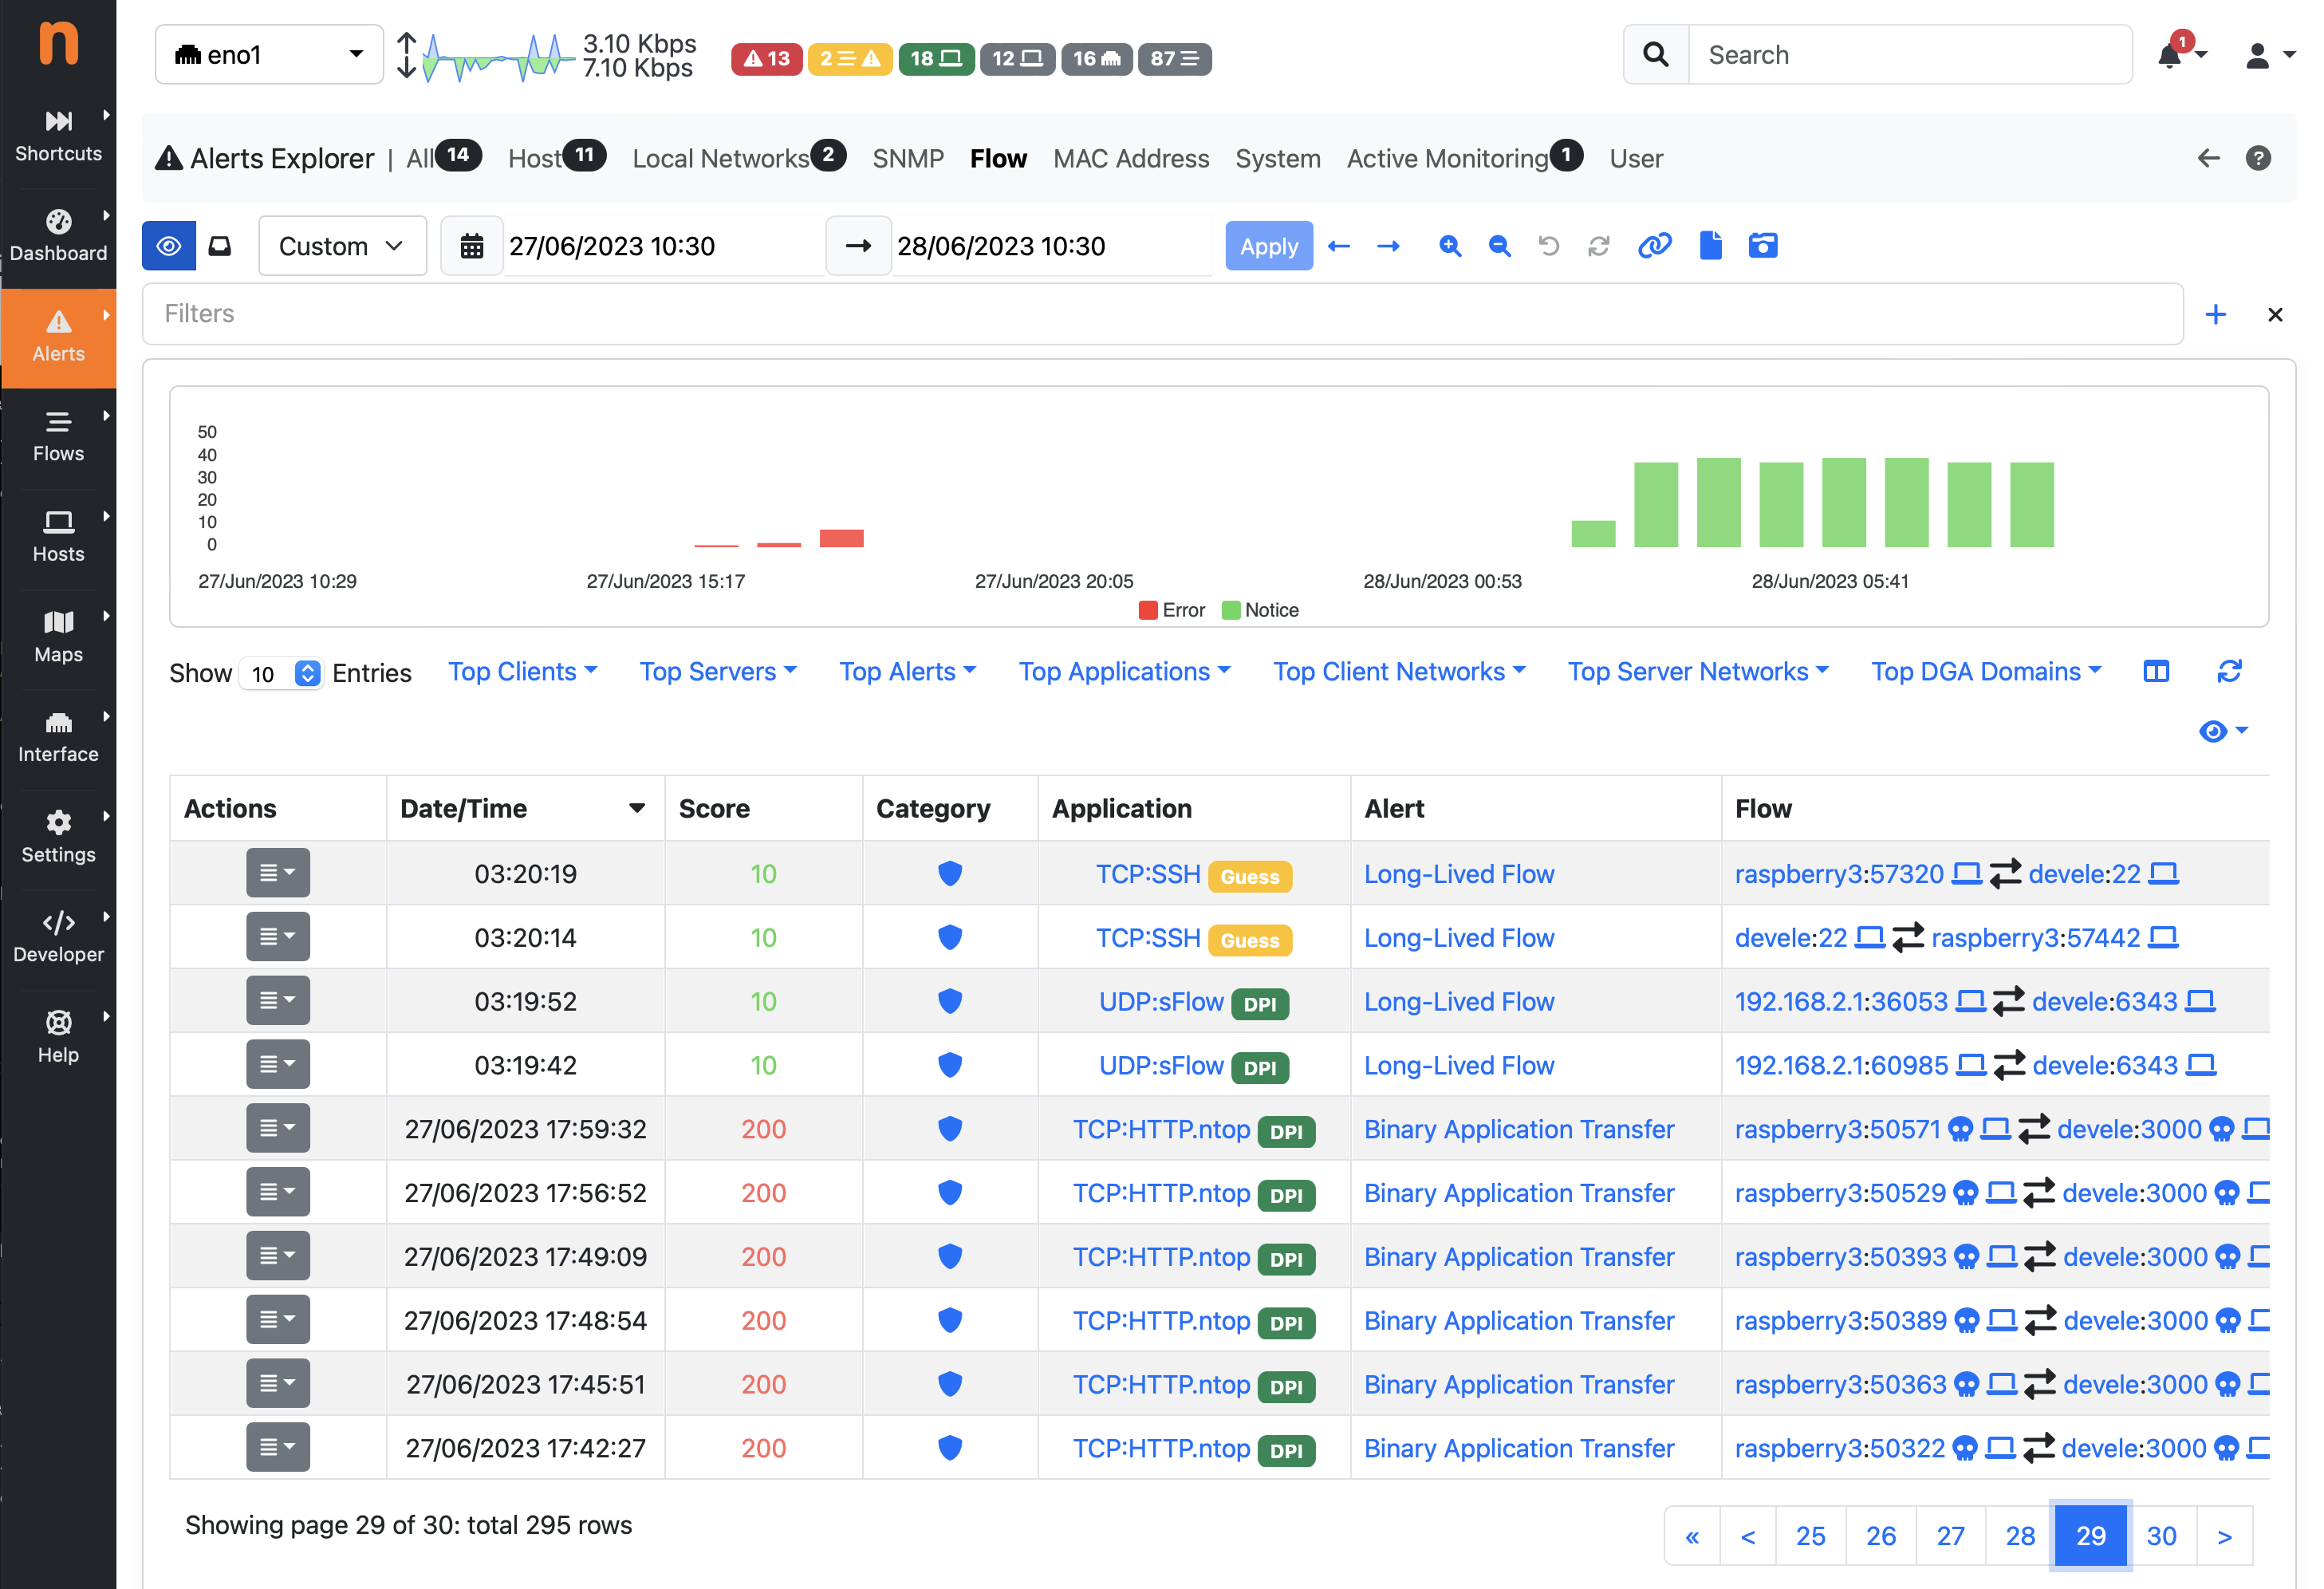 n
Shortcuts
Dashboard
Alerts
Flows
Hosts
Maps
Interface
Settings
Developer
Help
eno1
3.10 Kbps
7.10 Kbps
13
2
18
12
16
87
Search
1
Alerts Explorer | All 14 Host 11 Local Networks 2 SNMP Flow MAC Address System Active Monitoring 1 User
Custom 27/06/2023 10:30 28/06/2023 10:30 Apply
Filters
50
40
30
20
10
0
27/Jun/2023 10:29 27/Jun/2023 15:17 27/Jun/2023 20:05 28/Jun/2023 00:53 28/Jun/2023 05:41
Error Notice
Show 10 Entries Top Clients Top Servers Top Alerts Top Applications Top Client Networks Top Server Networks Top DGA Domains
Actions Date/Time Score Category Application Alert Flow
03:20:19 10 TCP:SSH Guess Long-Lived Flow raspberry3:57320 develе:22
03:20:14 10 TCP:SSH Guess Long-Lived Flow develе:22 raspberry3:57442
03:19:52 10 UDP:sFlow DPI Long-Lived Flow 192.168.2.1:36053 develе:6343
03:19:42 10 UDP:sFlow DPI Long-Lived Flow 192.168.2.1:60985 develе:6343
27/06/2023 17:59:32 200 TCP:HTTP.ntop DPI Binary Application Transfer raspberry3:50571 develе:3000
27/06/2023 17:56:52 200 TCP:HTTP.ntop DPI Binary Application Transfer raspberry3:50529 develе:3000
27/06/2023 17:49:09 200 TCP:HTTP.ntop DPI Binary Application Transfer raspberry3:50393 develе:3000
27/06/2023 17:48:54 200 TCP:HTTP.ntop DPI Binary Application Transfer raspberry3:50389 develе:3000
27/06/2023 17:45:51 200 TCP:HTTP.ntop DPI Binary Application Transfer raspberry3:50363 develе:3000
27/06/2023 17:42:27 200 TCP:HTTP.ntop DPI Binary Application Transfer raspberry3:50322 develе:3000
Showing page 29 of 30: total 295 rows
« < 25 26 27 28 29 30 >